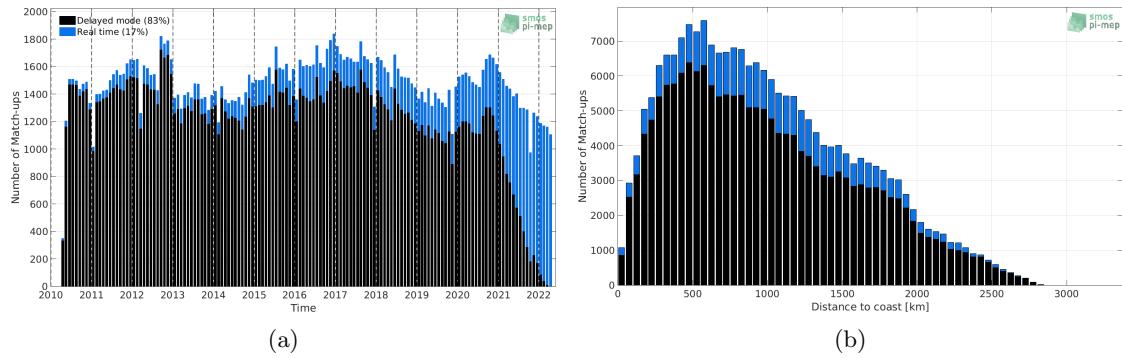 smos
pi-mep
Delayed mode (83%)
Real time (17%)
Number of Match-ups
2000
1800
1600
1400
1200
1000
800
600
400
200
0
2010 2011 2012 2013 2014 2015 2016 2017 2018 2019 2020 2021 2022
Time
(a)
smos
pi-mep
Number of Match-ups
7000
6000
5000
4000
3000
2000
1000
0
0 500 1000 1500 2000 2500 3000
Distance to coast [km]
(b)